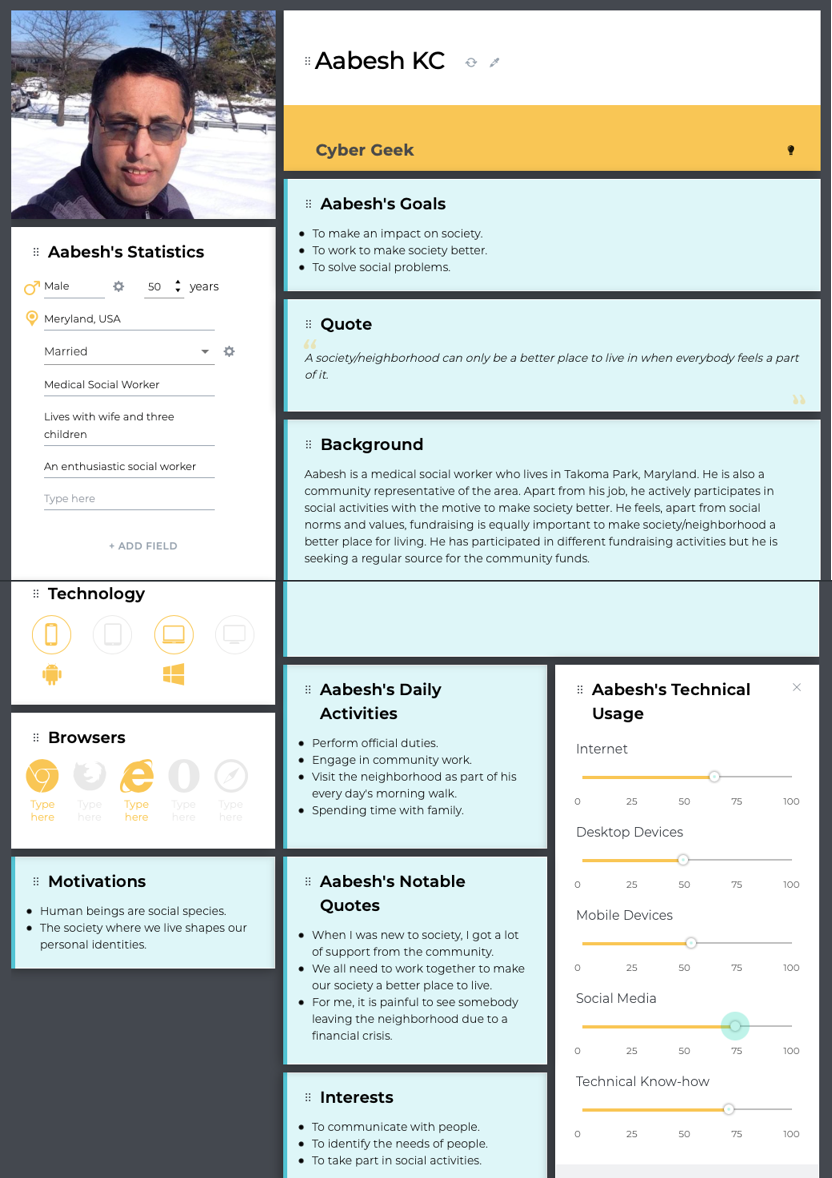 Aabesh KC
Cyber Geek
Aabesh's Statistics
Male
50 years
Meryland, USA
Married
Medical Social Worker
Lives with wife and three
children
An enthusiastic social worker
Type here
+ ADD FIELD
Aabesh's Goals
To make an impact on society.
To work to make society better.
To solve social problems.
Quote
“
A society/neighborhood can only be a better place to live in when everybody feels a part
of it.
”
Background
Aabesh is a medical social worker who lives in Takoma Park, Maryland. He is also a
community representative of the area. Apart from his job, he actively participates in
social activities with the motive to make society better. He feels, apart from social
norms and values, fundraising is equally important to make society/neighborhood a
better place for living. He has participated in different fundraising activities but he is
seeking a regular source for the community funds.
Technology
Browsers
Type here
Type here
Type here
Type here
Type here
Motivations
Human beings are social species.
The society where we live shapes our
personal identities.
Aabesh's Daily
Activities
Perform official duties.
Engage in community work.
Visit the neighborhood as part of his
every day's morning walk.
Spending time with family.
Aabesh's Notable
Quotes
When I was new to society, I got a lot
of support from the community.
We all need to work together to make
our society a better place to live.
For me, it is painful to see somebody
leaving the neighborhood due to a
financial crisis.
Interests
To communicate with people.
To identify the needs of people.
To take part in social activities.
Aabesh's Technical
Usage
Internet
0 25 50 75 100
Desktop Devices
0 25 50 75 100
Mobile Devices
0 25 50 75 100
Social Media
0 25 50 75 100
Technical Know-how
0 25 50 75 100